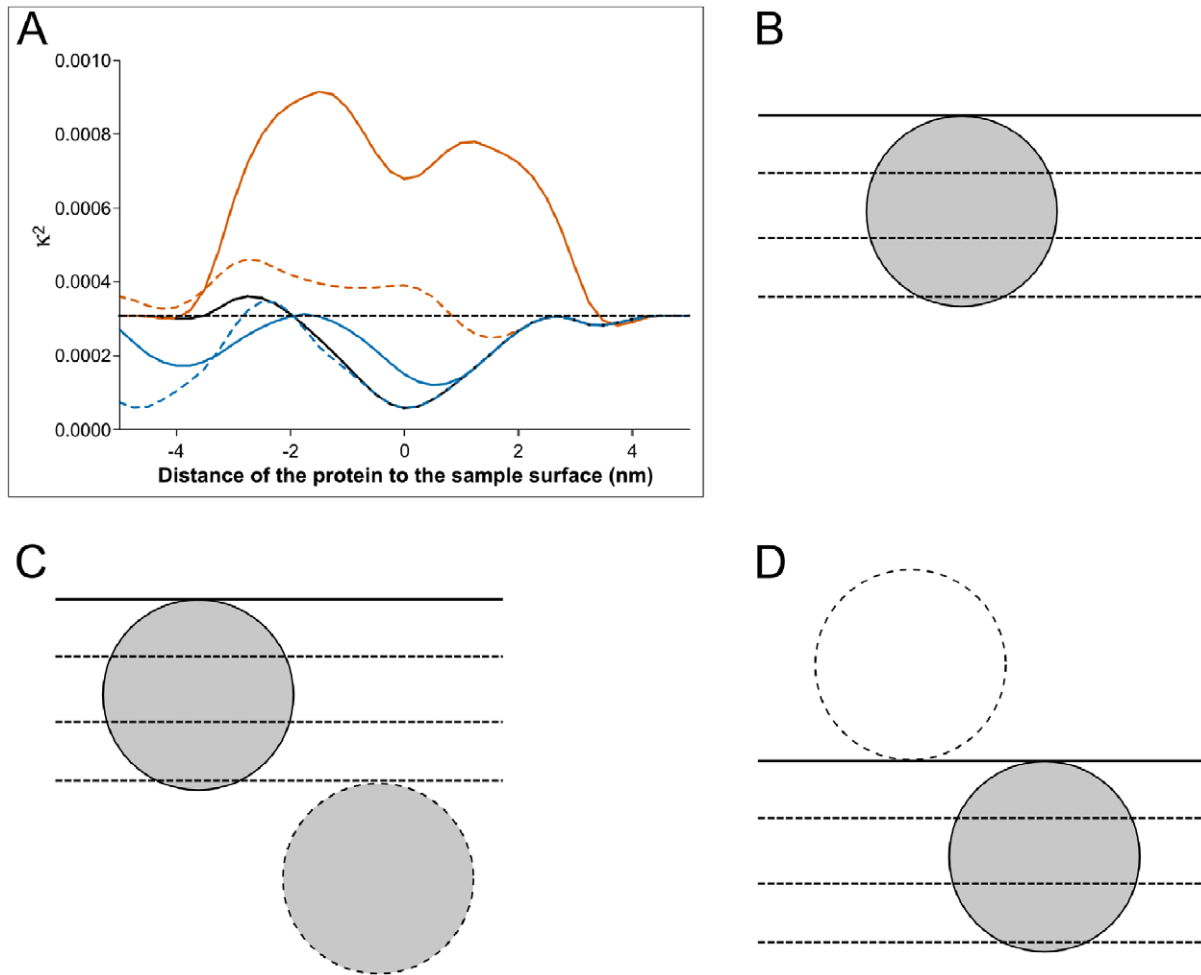 A
0.0010
0.0008
0.0006
0.0004
0.0002
0.0000
κ2
-4 -2 0 2 4
Distance of the protein to the sample surface (nm)
B
C
D